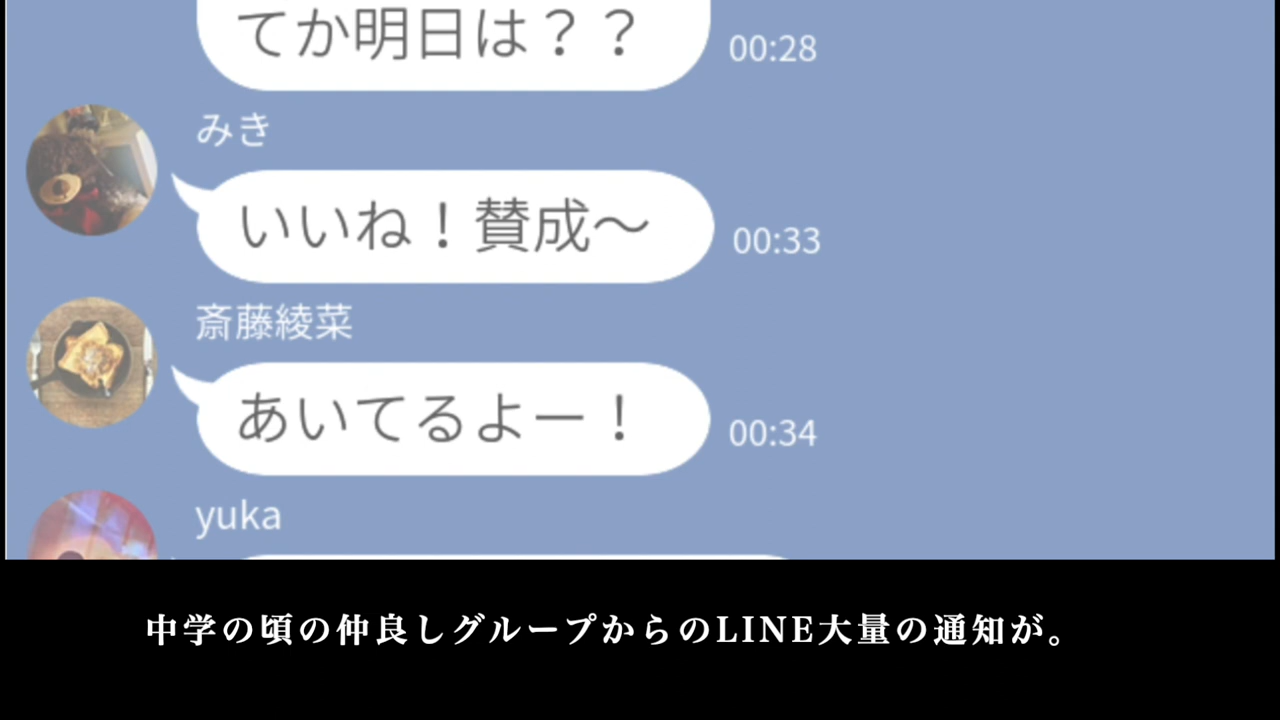 てか明日は？？
00:28
みき
いいね！賛成〜
00:33
斎藤綾菜
あいてるよー！
00:34
yuka
中学の頃の仲良しグループからのLINE大量の通知が。